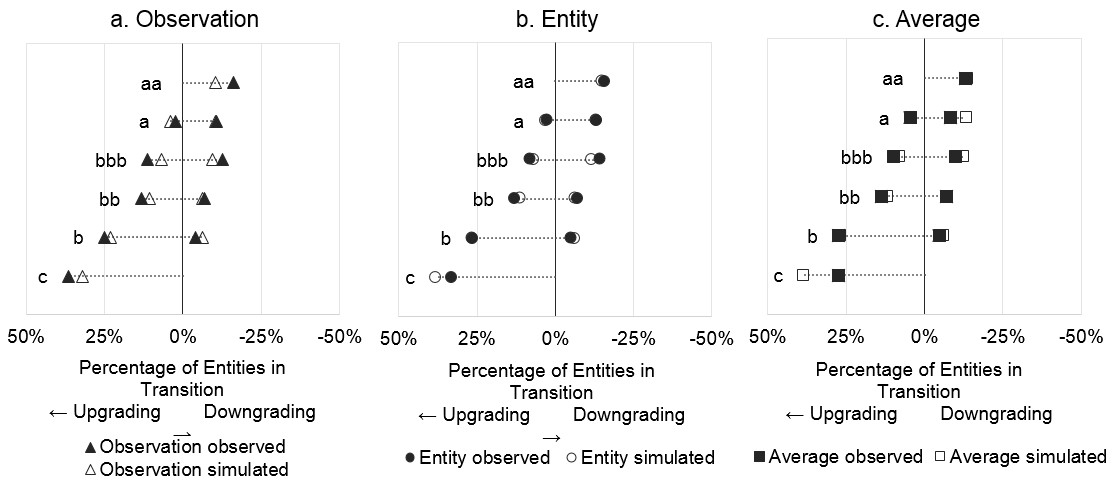 a. Observation
aa
a
bbb
bb
b
c
50% 25% 0% -25% -50%
Percentage of Entities in
Transition
← Upgrading Downgrading
⇀
▲ Observation observed
△ Observation simulated
b. Entity
aa
a
bbb
bb
b
c
50% 25% 0% -25% -50%
Percentage of Entities in
Transition
← Upgrading Downgrading
→
● Entity observed ○ Entity simulated
c. Average
aa
a
bbb
bb
b
c
50% 25% 0% -25% -50%
Percentage of Entities in
Transition
← Upgrading Downgrading
■ Average observed □ Average simulated